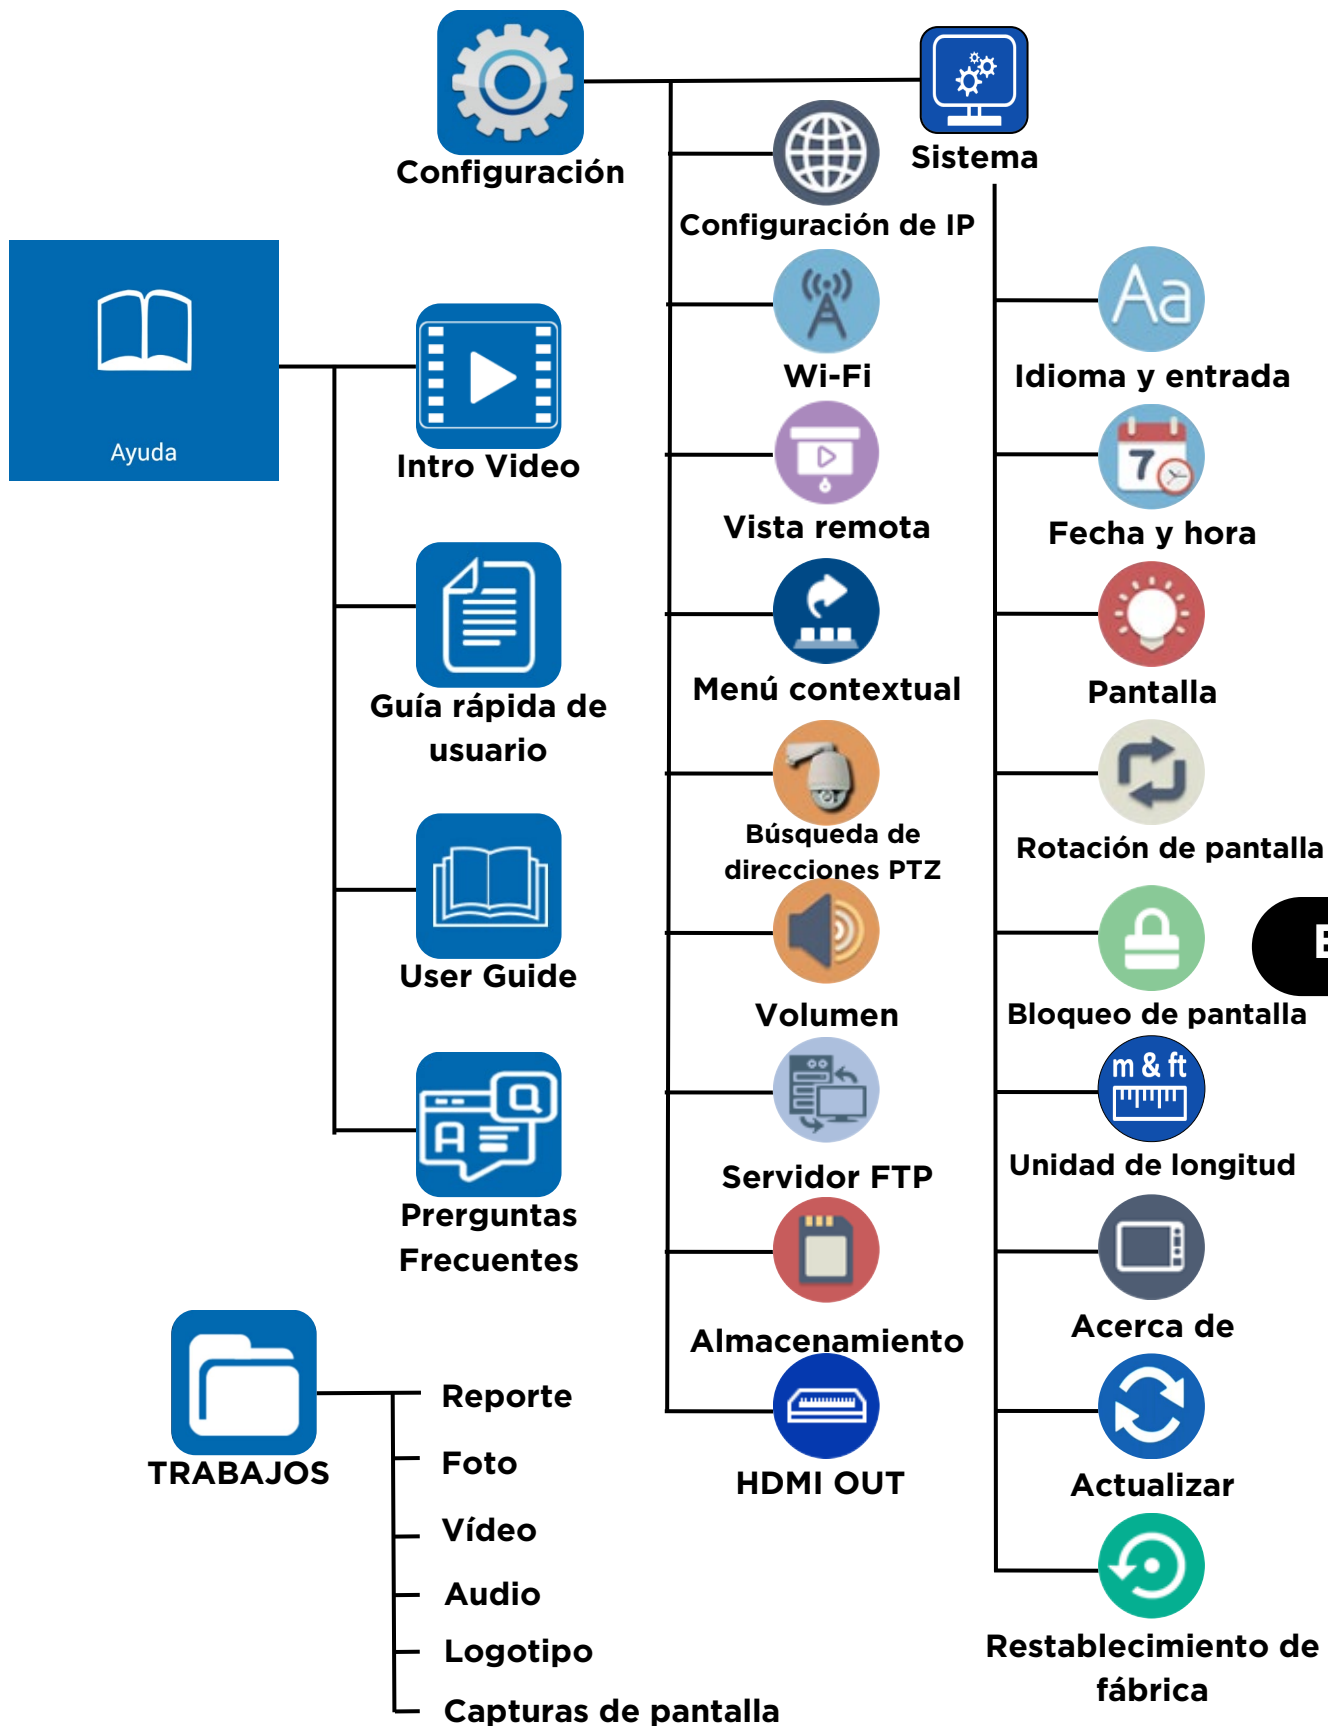 Configuración
Sistema
Configuración de IP
Ayuda
Intro Video
Guía rápida de
usuario
User Guide
Prerguntas
Frecuentes
Wi-Fi
Vista remota
Menú contextual
Búsqueda de
direcciones PTZ
Volumen
Servidor FTP
Almacenamiento
HDMI OUT
Aa
Idioma y entrada
7
Fecha y hora
Pantalla
Rotación de pantalla
Bloqueo de pantalla
m & ft
Unidad de longitud
Acerca de
Actualizar
Restablecimiento de
fábrica
Q
A
TRABAJOS
Reporte
Foto
Vídeo
Audio
Logotipo
Capturas de pantalla